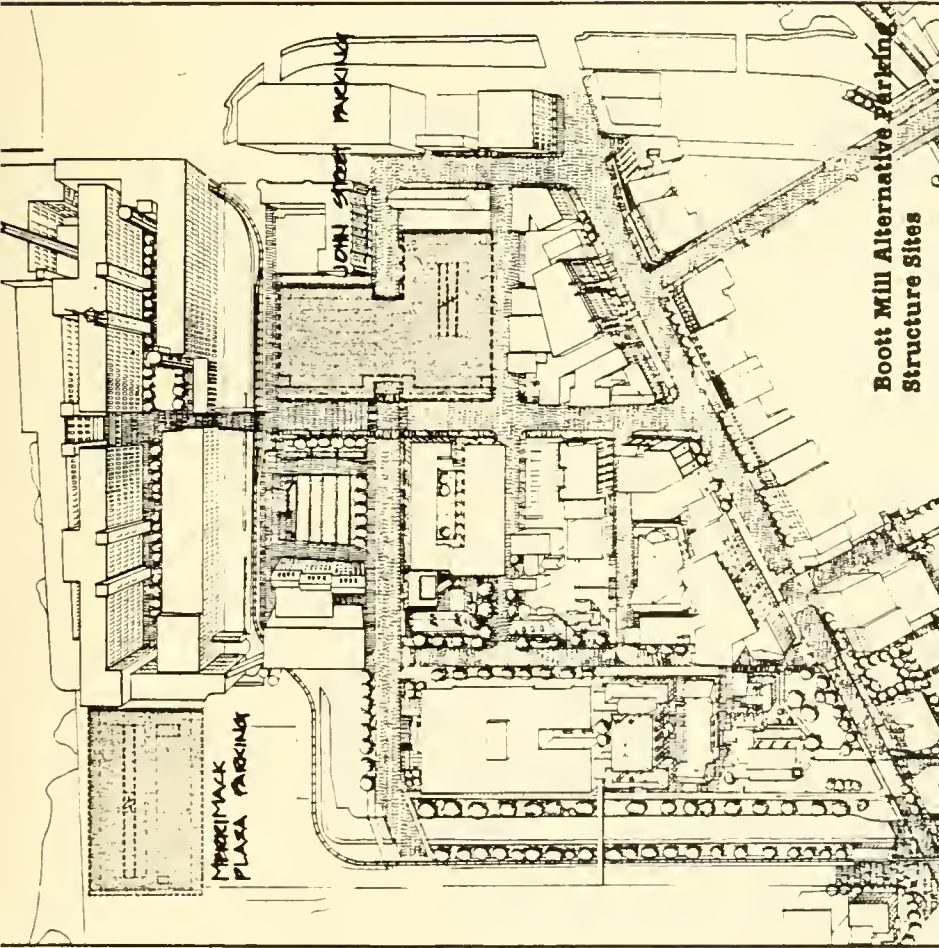 JOHN STREET PARKING
MERRIMACK
PLAZA PARKING
Boott Mill Alternative Parking
Structure Sites